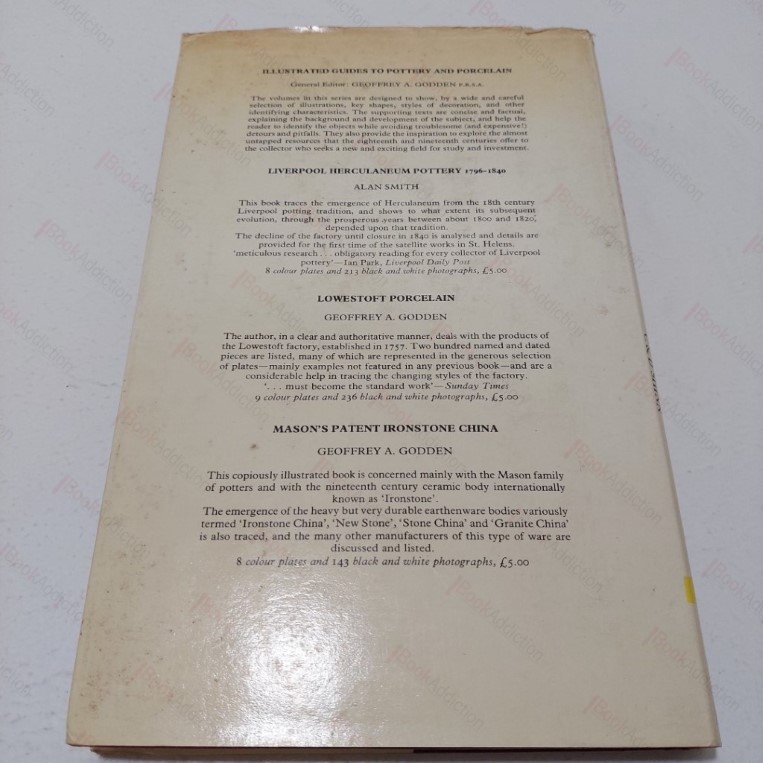 ILLUSTRATED GUIDES TO POTTERY AND PORCELAIN
General Editor: GEOFFREY A. GODDEN F.R.S.A.
The volumes in this series are designed to show, by a wide and careful
selection of illustrations, key shapes, styles of decoration, and other
identifying characteristics. The supporting texts are concise and factual,
explaining the background and development of the subject, and help the
reader to identify the objects while avoiding troublesome (and expensive!)
detours and pitfalls. They also provide the inspiration to explore the almost
untapped resources that the eighteenth and nineteenth centuries offer to
the collector who seeks a new and exciting field for study and investment.
LIVERPOOL HERCULANEUM POTTERY 1796-1840
ALAN SMITH
This book traces the emergence of Herculaneum from the 18th century
Liverpool potting tradition, and shows to what extent its subsequent
evolution, through the prosperous years between about 1800 and 1820,
depended upon that tradition.
The decline of the factory until closure in 1840 is analysed and details are
provided for the first time of the satellite works in St. Helens.
'meticulous research . . . obligatory reading for every collector of Liverpool
pottery'—Ian Park, Liverpool Daily Post
8 colour plates and 213 black and white photographs, £5.00
LOWESTOFT PORCELAIN
GEOFFREY A. GODDEN
The author, in a clear and authoritative manner, deals with the products of
the Lowestoft factory, established in 1757. Two hundred named and dated
pieces are listed, many of which are represented in the generous selection
of plates—mainly examples not featured in any previous book—and are a
considerable help in tracing the changing styles of the factory.
'. . . must become the standard work'—Sunday Times
9 colour plates and 236 black and white photographs, £5.00
MASON'S PATENT IRONSTONE CHINA
GEOFFREY A. GODDEN
This copiously illustrated book is concerned mainly with the Mason family
of potters and with the nineteenth century ceramic body internationally
known as 'Ironstone'.
The emergence of the heavy but very durable earthenware bodies variously
termed 'Ironstone China', 'New Stone', 'Stone China' and 'Granite China'
is also traced, and the many other manufacturers of this type of ware are
discussed and listed.
8 colour plates and 143 black and white photographs, £5.00